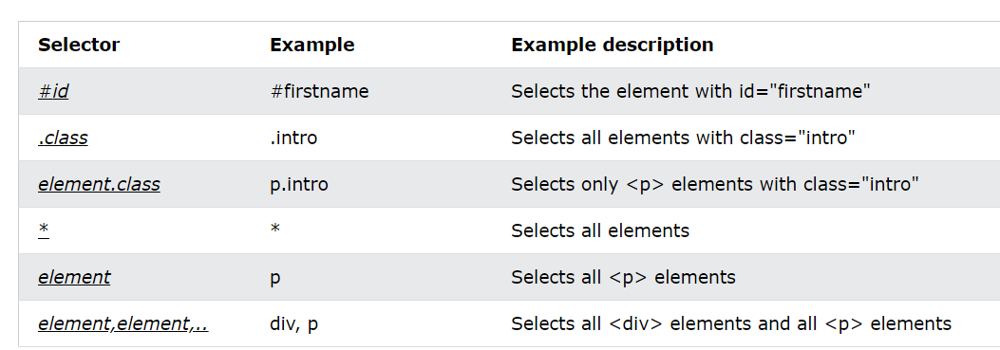 Selector Example Example description
#id #firstname Selects the element with id="firstname"
.class .intro Selects all elements with class="intro"
element.class p.intro Selects only <p> elements with class="intro"
* * Selects all elements
element p Selects all <p> elements
element,element,.. div, p Selects all <div> elements and all <p> elements